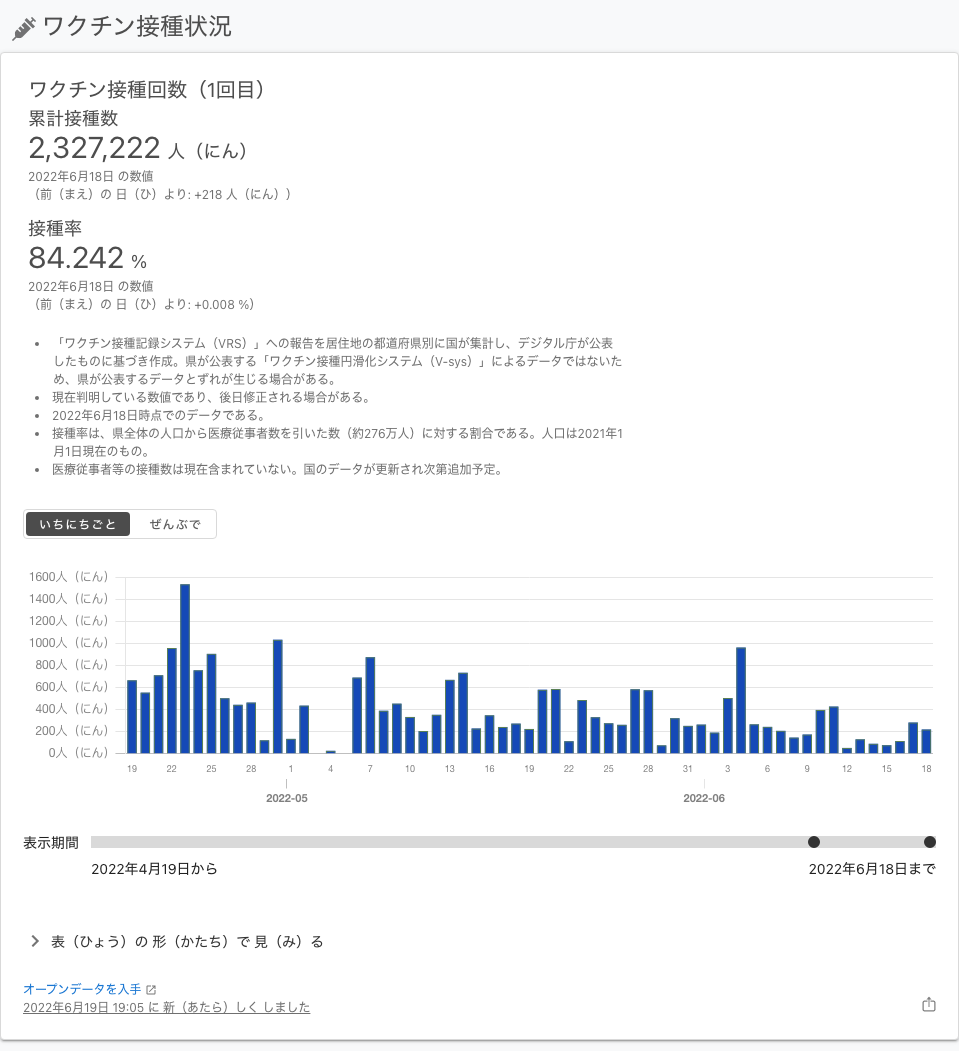 ワクチン接種状況
ワクチン接種回数（1回目）
累計接種数
2,327,222 人（にん）
2022年6月18日 の数値
（前（まえ）の 日（ひ）より: +218 人（にん））
接種率
84.242 %
2022年6月18日 の数値
（前（まえ）の 日（ひ）より: +0.008 %）
• 「ワクチン接種記録システム（VRS）」への報告を居住地の都道府県別に国が集計し、デジタル庁が公表
したものに基づき作成。県が公表する「ワクチン接種円滑化システム（V-sys）」によるデータではないた
め、県が公表するデータとずれが生じる場合がある。
• 現在判明している数値であり、後日修正される場合がある。
• 2022年6月18日時点でのデータである。
• 接種率は、県全体の人口から医療従事者数を引いた数（約276万人）に対する割合である。人口は2021年1
月1日現在のもの。
• 医療従事者等の接種数は現在含まれていない。国のデータが更新され次第追加予定。
いちにちごと ぜんぶで
1600人（にん）
1400人（にん）
1200人（にん）
1000人（にん）
800人（にん）
600人（にん）
400人（にん）
200人（にん）
0人（にん）
19 22 25 28 1 4 7 10 13 16 19 22 25 28 31 3 6 9 12 15 18
2022-05 2022-06
表示期間
2022年4月19日から 2022年6月18日まで
表（ひょう）の 形（かたち）で 見（み）る
オープンデータを入手
2022年6月19日 19:05 に 新（あたら）しく しました